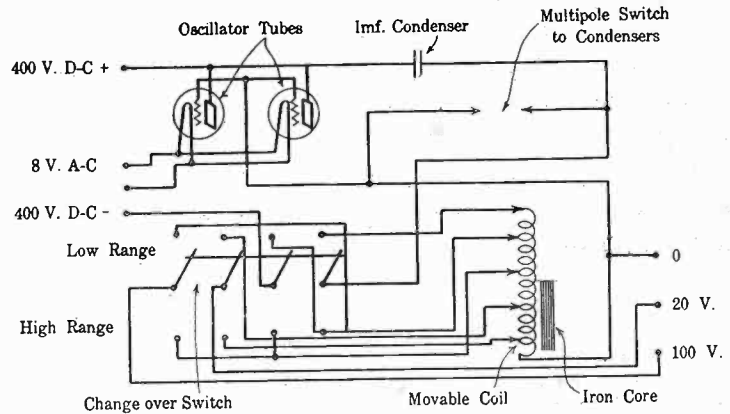 Oscillator Tubes
Imf. Condenser
Multipole Switch
to Condensers
400 V. D-C +
8 V. A-C
400 V. D-C -
Low Range
0
20 V.
High Range
100 V.
Change over Switch
Movable Coil
Iron Core